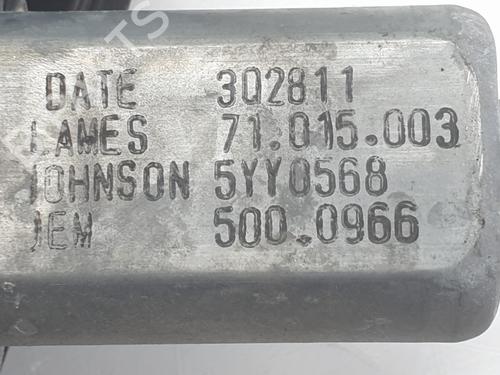 DATE 302811
LAMES 71.015.003
JOHNSON 5YY0568
JEM 500.0966